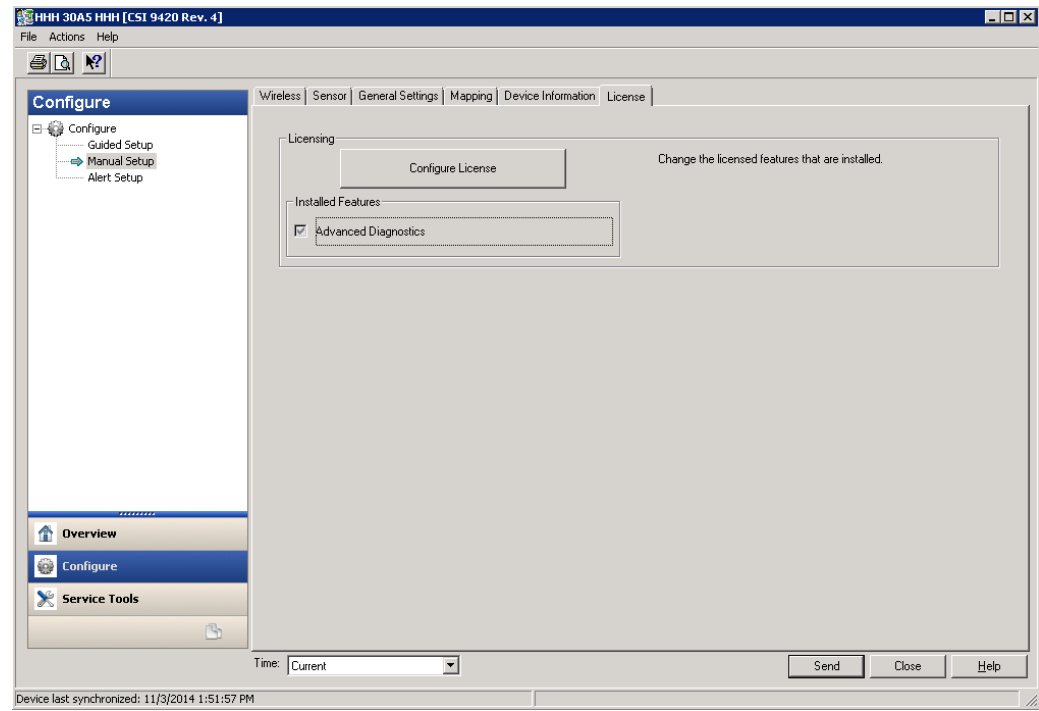 HHH 30A5 HHH [CSI 9420 Rev. 4]
File Actions Help
Configure
Configure
Guided Setup
Manual Setup
Alert Setup
Overview
Configure
Service Tools
Wireless Sensor General Settings Mapping Device Information License
Licensing
Configure License
Change the licensed features that are installed.
Installed Features
Advanced Diagnostics
Time: Current
Send Close Help
Device last synchronized: 11/3/2014 1:51:57 PM